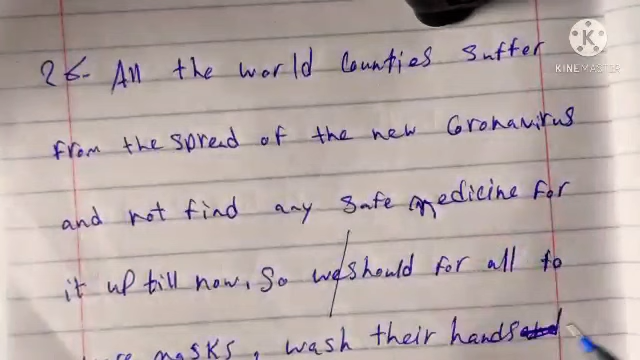 26- All the world Counties suffer
KINEMASTER
from the spread of the new Coronavirus
and not find any safe medicine for
it up till now. So we should for all to
masks, wash their hands